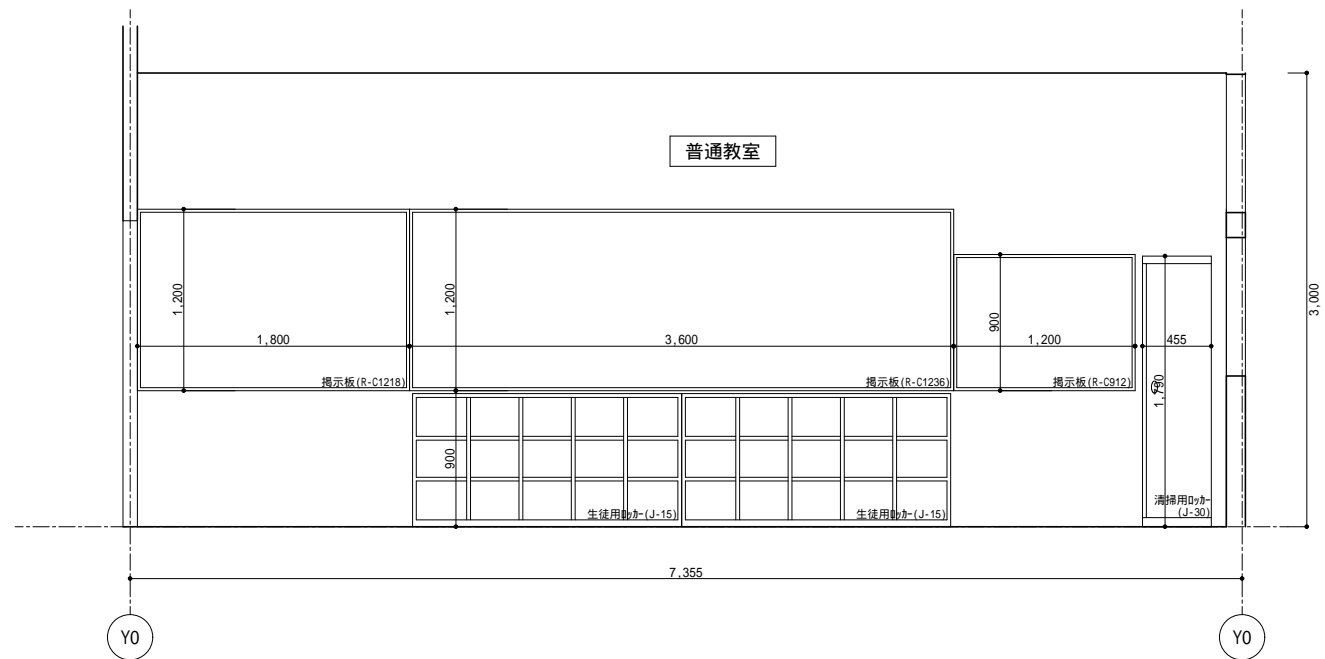 普通教室
3,000
1,200
1,200
900
1,800
3,600
1,200
455
1,790
掲示板(R-C1218)
掲示板(R-C1236)
掲示板(R-C912)
900
生徒用ﾛｯｶｰ(J-15)
生徒用ﾛｯｶｰ(J-15)
清掃用ﾛｯｶｰ
(J-30)
7,355
Y0
Y0